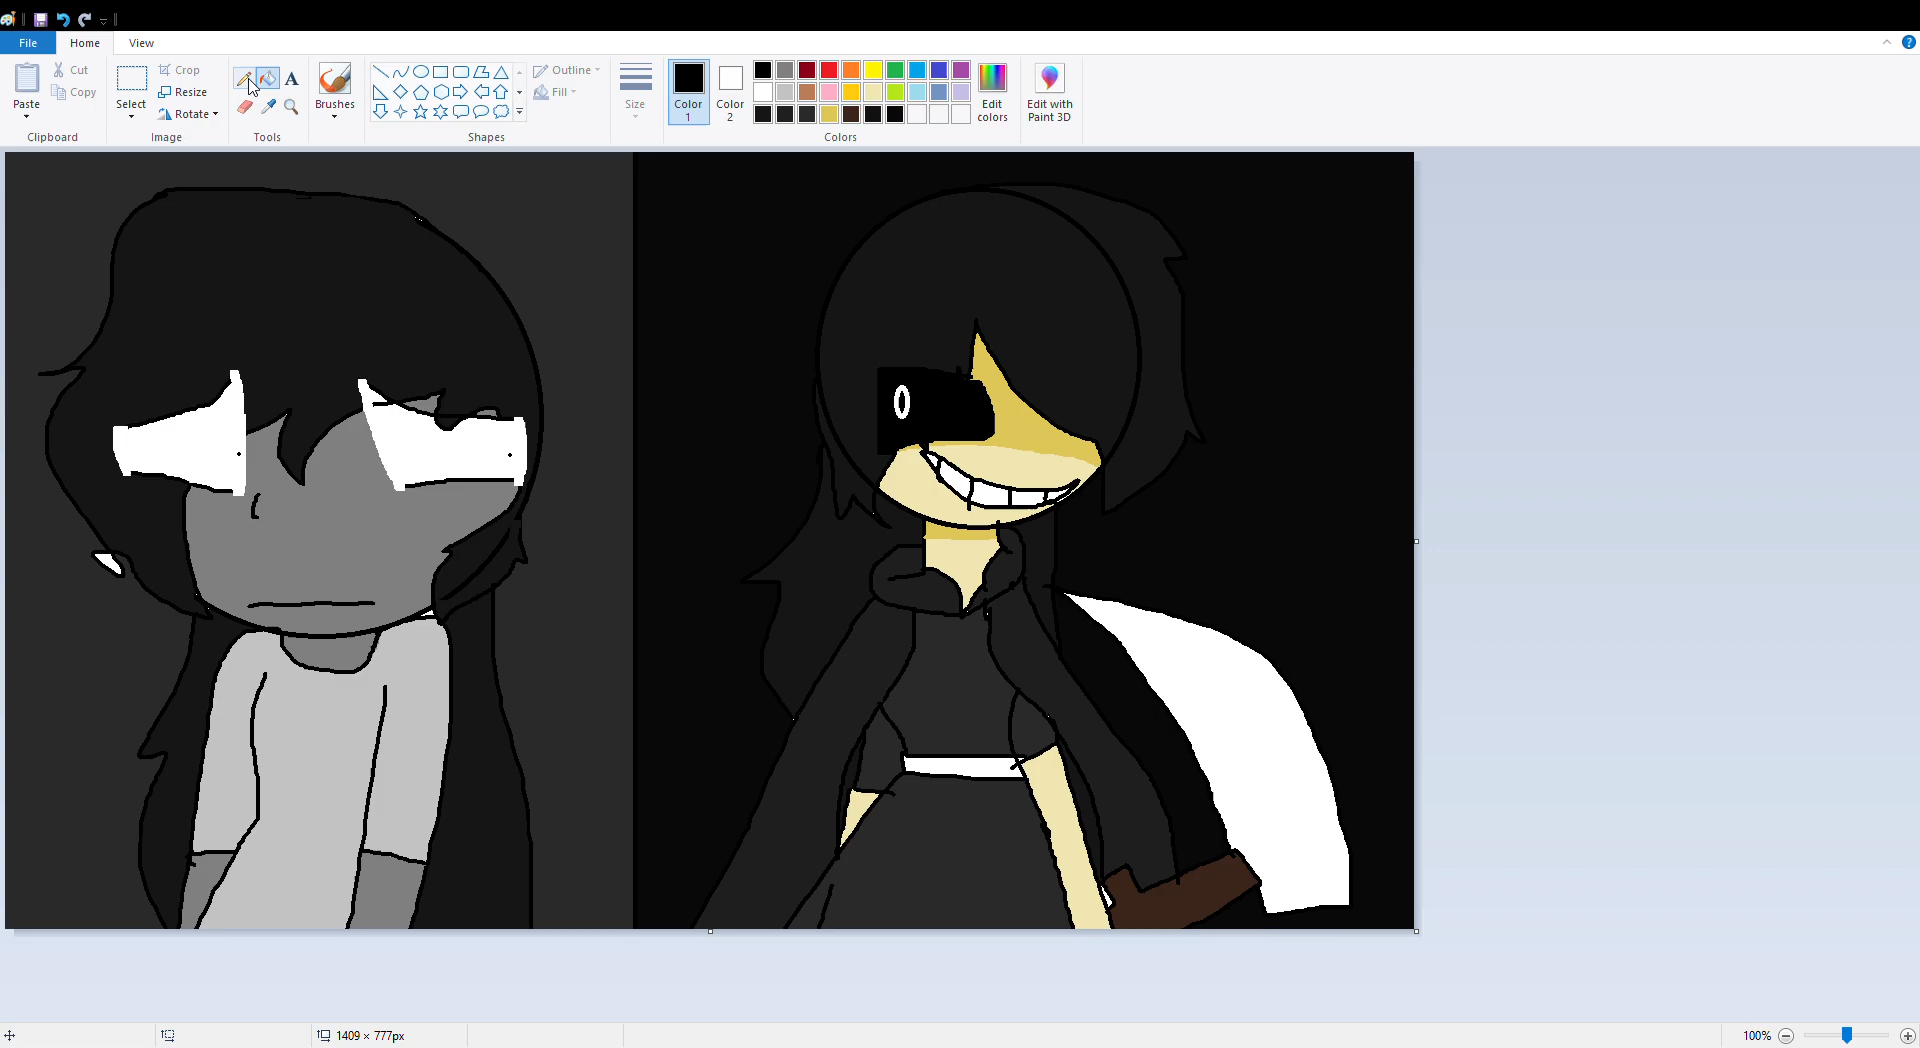 File Home View
Paste
Cut
Copy
Clipboard
Select
Crop
Resize
Rotate
Image
A
Tools
Brushes
Outline
Fill
Shapes
Size
Color
1
Color
2
Edit
colors
Colors
Edit with
Paint 3D
?
1409 × 777px
100%